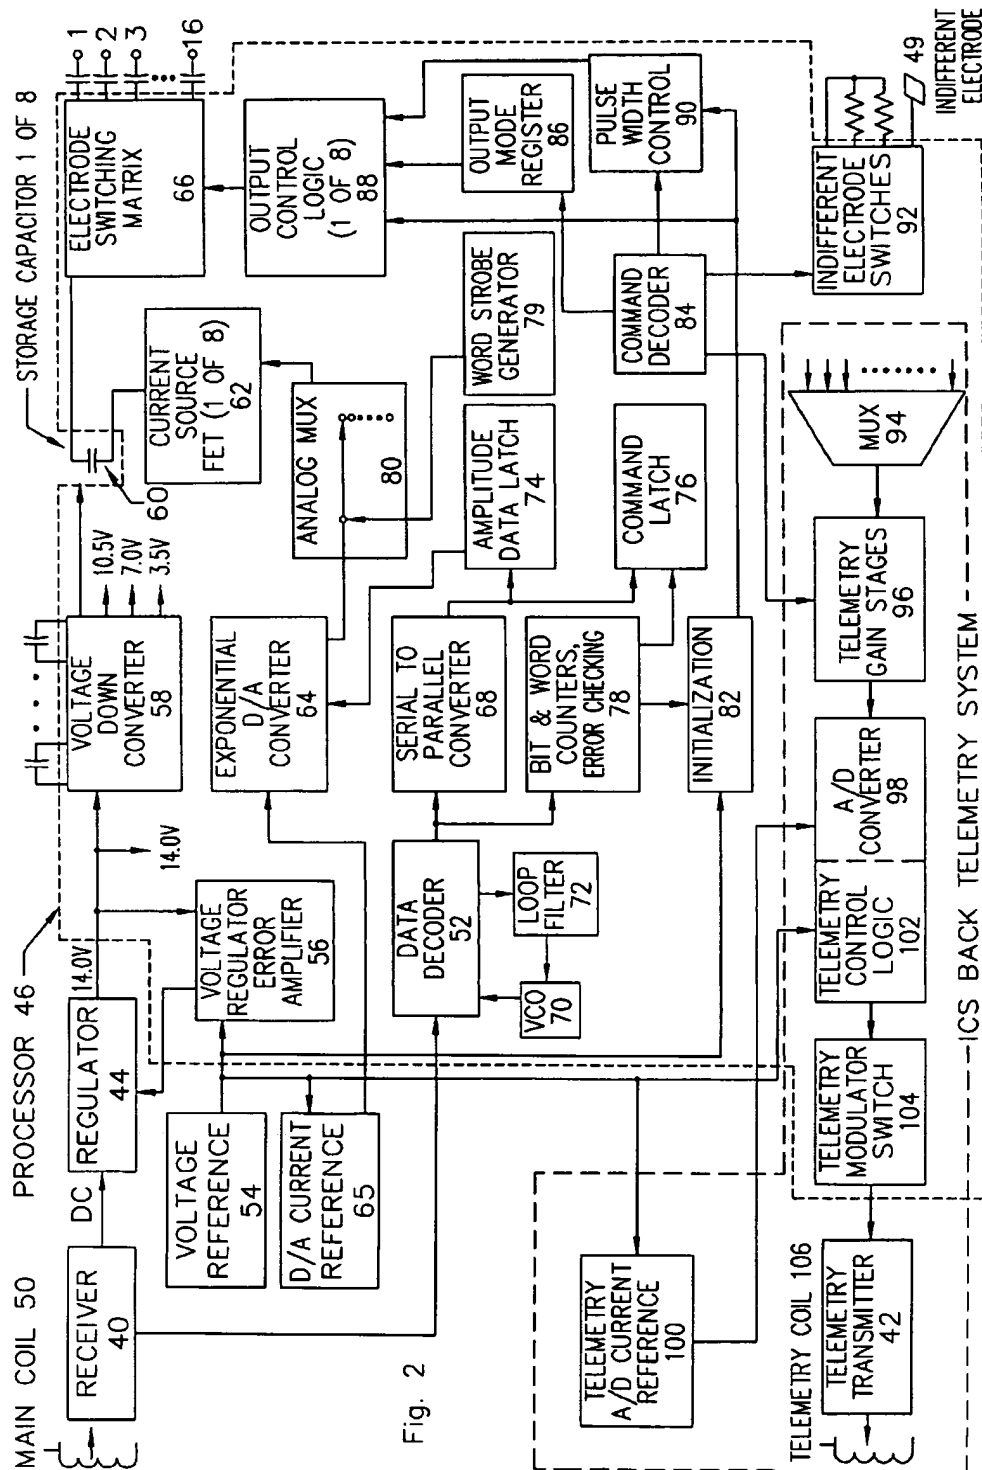 MAIN COIL 50
PROCESSOR 46
STORAGE CAPACITOR 1 OF 8
RECEIVER
40
DC
REGULATOR
44
14.0V
14.0V
VOLTAGE
DOWN
CONVERTER
58
10.5V
7.0V
3.5V
60
ELECTRODE
SWITCHING
MATRIX
66
1
2
3
16
VOLTAGE
REFERENCE
54
VOLTAGE
REGULATOR
ERROR
AMPLIFIER
56
CURRENT
SOURCE
FET (1 OF 8)
62
D/A CURRENT
REFERENCE
65
EXPONENTIAL
D/A
CONVERTER
64
ANALOG MUX
80
OUTPUT
CONTROL
LOGIC
(1 OF 8)
88
DATA
DECODER
52
LOOP
FILTER
72
VCO
70
SERIAL TO
PARALLEL
CONVERTER
68
AMPLITUDE
DATA LATCH
74
WORD STROBE
GENERATOR
79
OUTPUT
MODE
REGISTER
86
BIT & WORD
COUNTERS,
ERROR CHECKING
78
COMMAND
LATCH
76
COMMAND
DECODER
84
PULSE
WIDTH
CONTROL
90
INITIALIZATION
82
Fig. 2
TELEMETRY
A/D CURRENT
REFERENCE
100
INDIFFERENT
ELECTRODE
SWITCHES
92
49
INDIFFERENT
ELECTRODE
TELEMETRY COIL 106
TELEMETRY
TRANSMITTER
42
TELEMETRY
MODULATOR
SWITCH
104
TELEMETRY
CONTROL
LOGIC
102
A/D
CONVERTER
98
TELEMETRY
GAIN STAGES
96
MUX
94
ICS BACK TELEMETRY SYSTEM